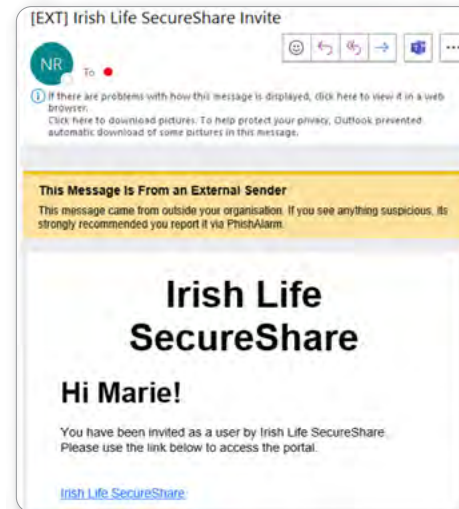 [EXT] Irish Life SecureShare Invite
NR
To
If there are problems with how this message is displayed, click here to view it in a web
browser.
Click here to download pictures. To help protect your privacy, Outlook prevented
automatic download of some pictures in this message.
This Message Is From an External Sender
This message came from outside your organisation. If you see anything suspicious, its
strongly recommended you report it via PhishAlarm.
Irish Life
SecureShare
Hi Marie!
You have been invited as a user by Irish Life SecureShare.
Please use the link below to access the portal.
Irish Life SecureShare